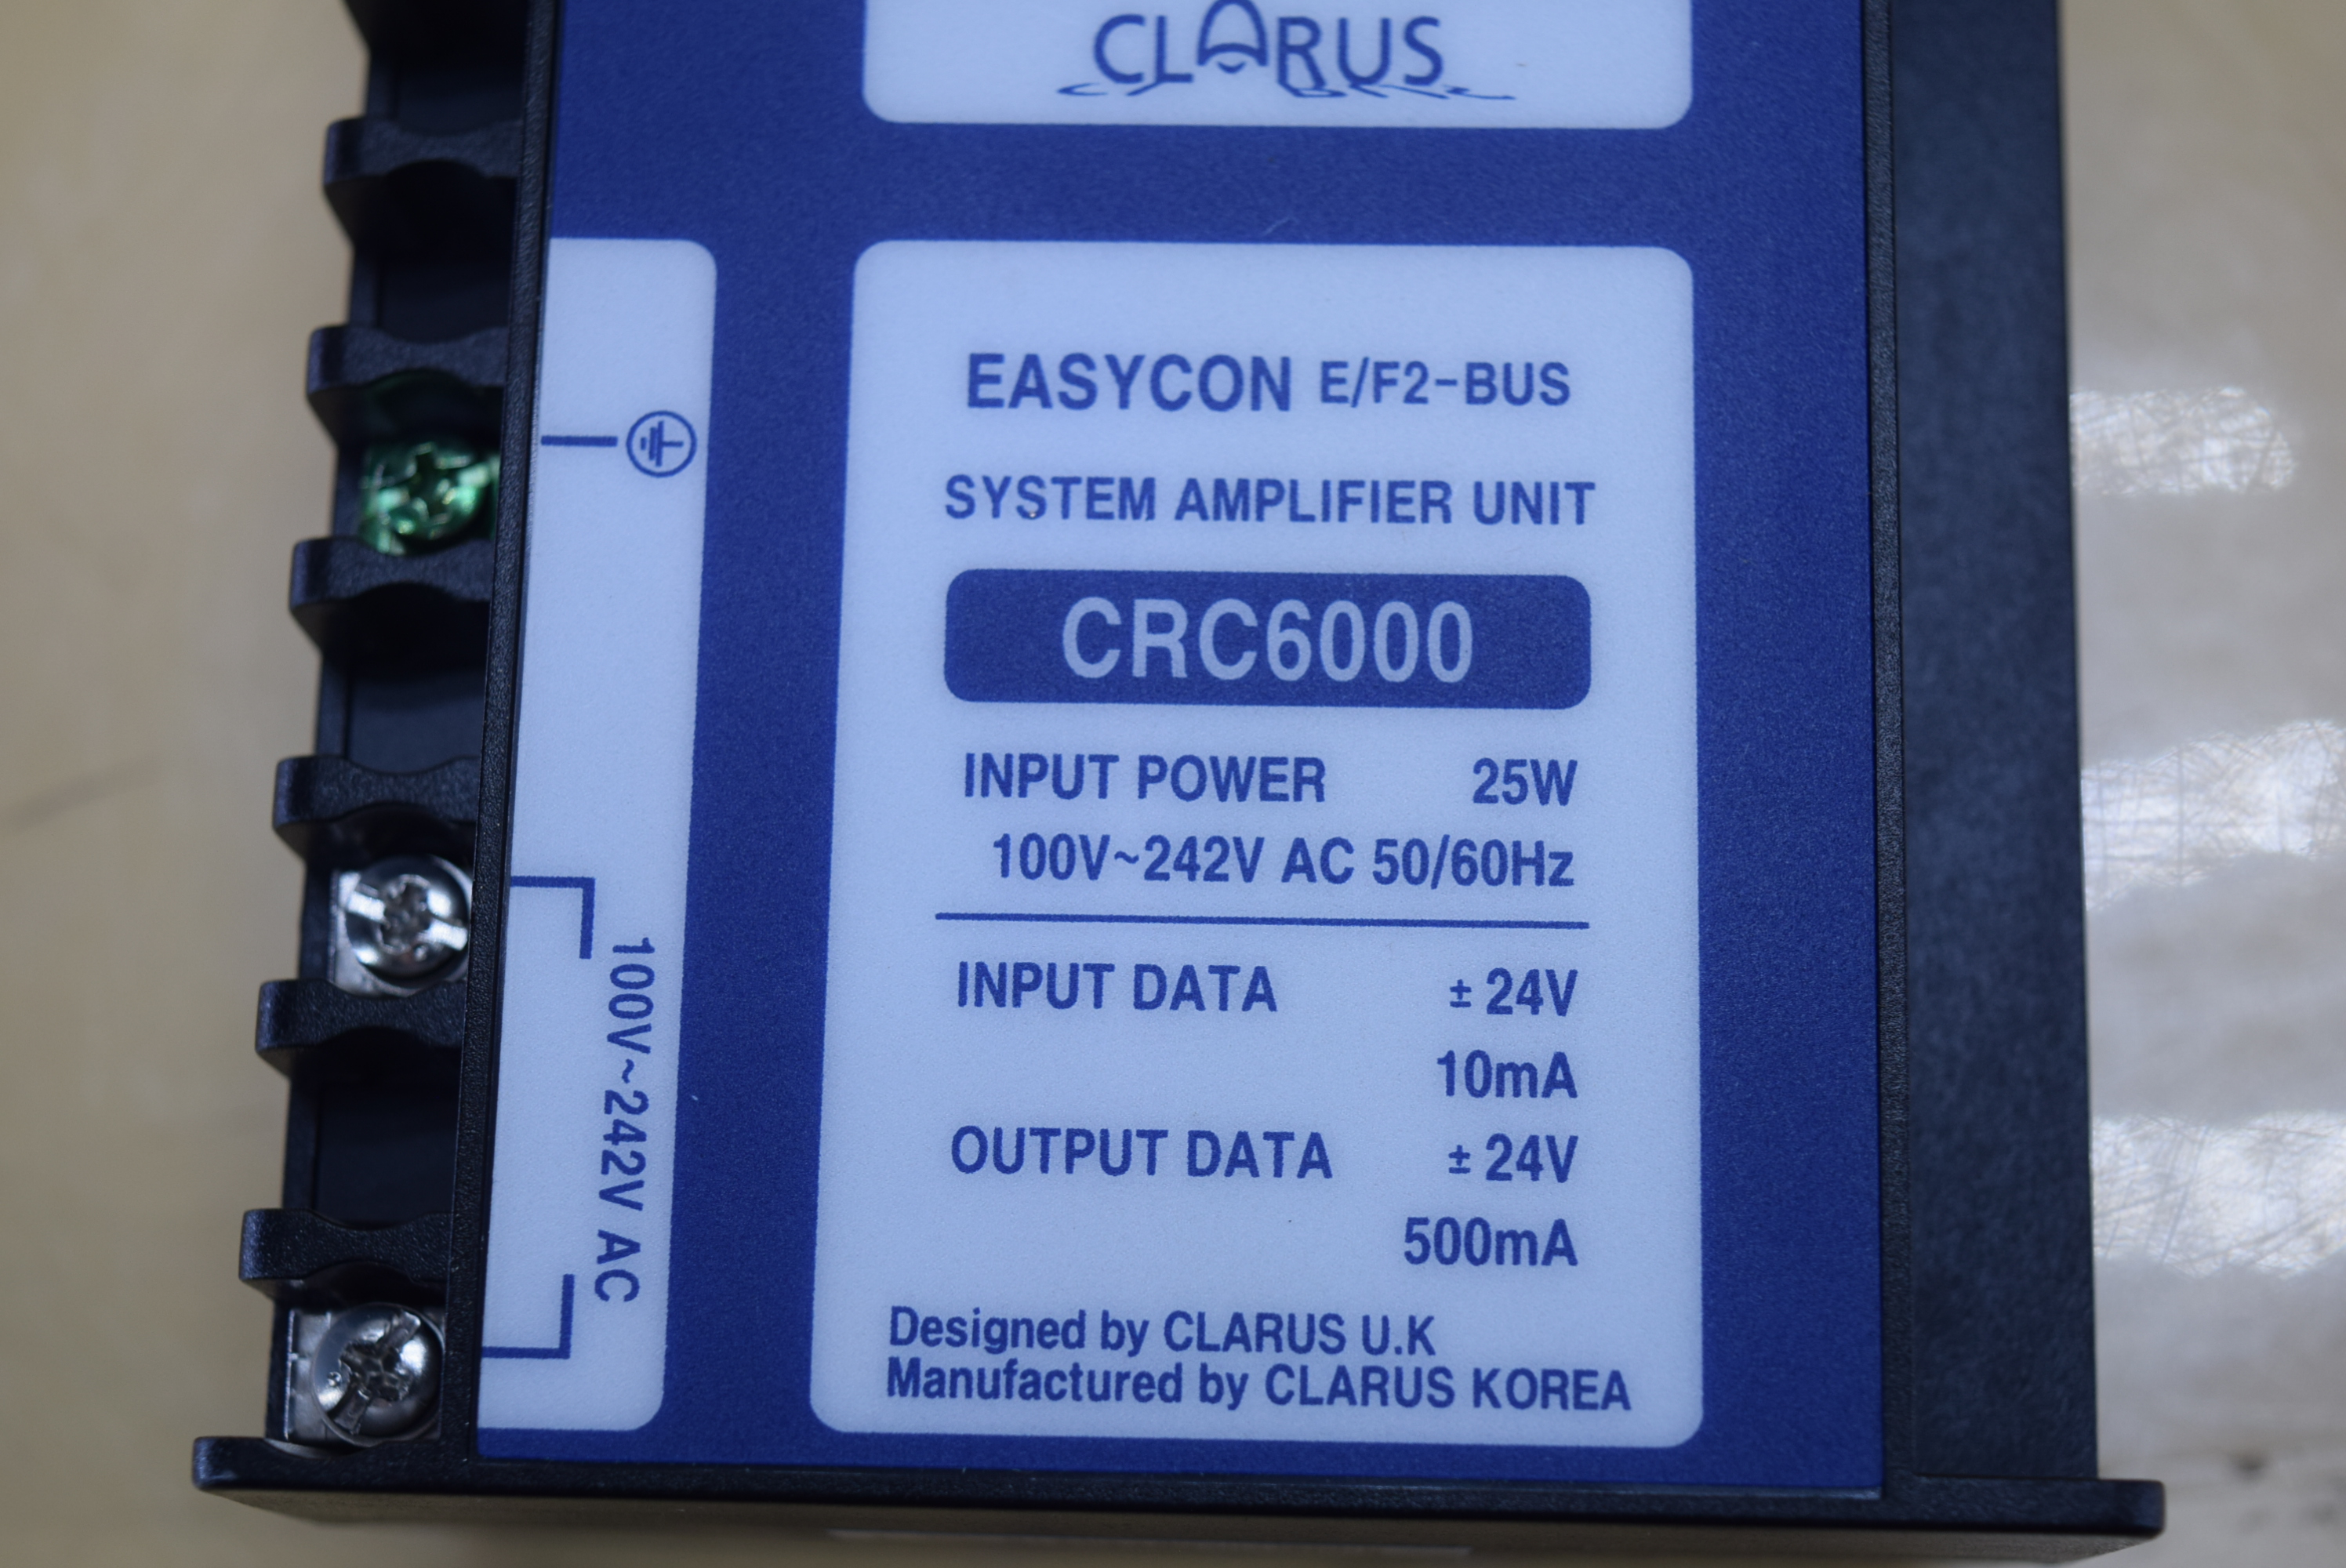 CLARUS
EASYCON E/F2-BUS
SYSTEM AMPLIFIER UNIT
CRC6000
INPUT POWER 25W
100V~242V AC 50/60Hz
INPUT DATA ± 24V
10mA
OUTPUT DATA ± 24V
500mA
Designed by CLARUS U.K
Manufactured by CLARUS KOREA
100V~242V AC